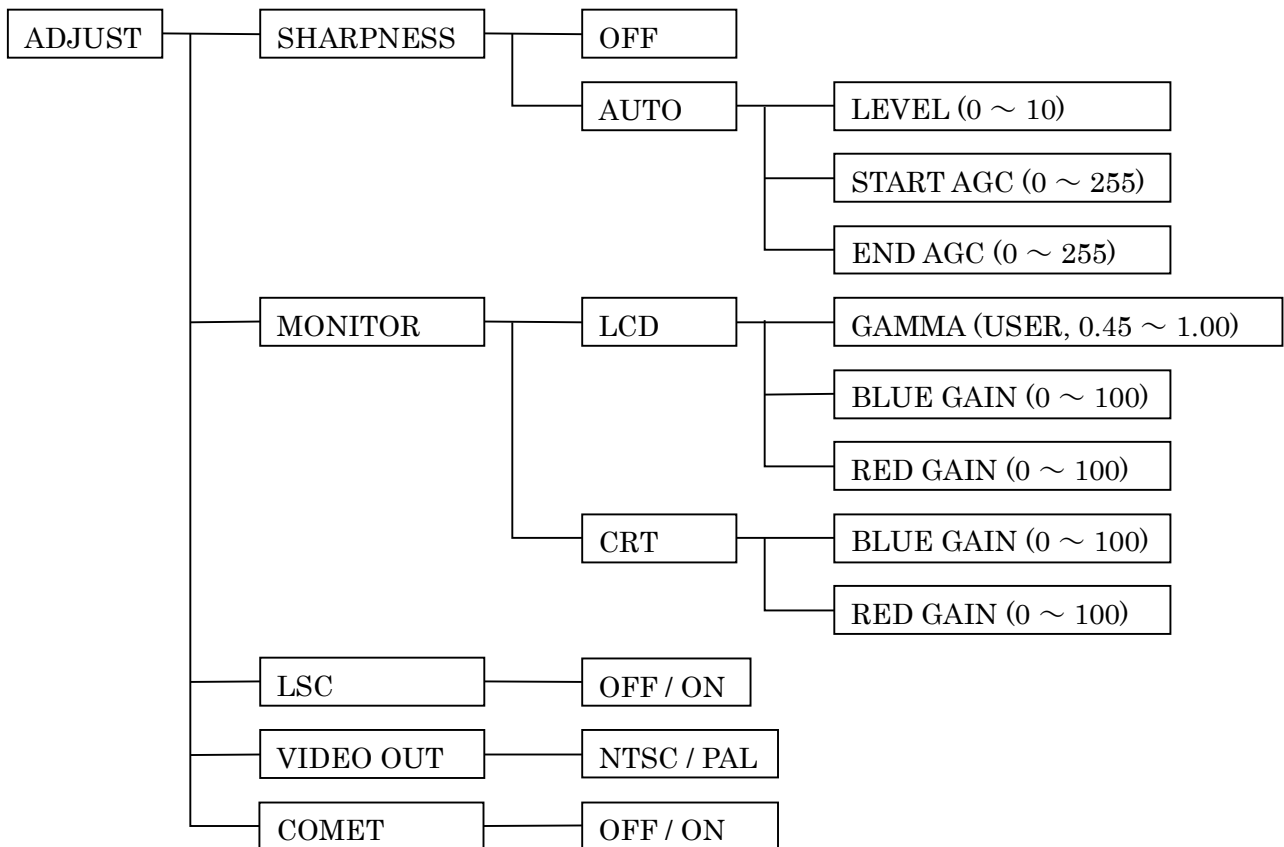 ADJUST
SHARPNESS
OFF
AUTO
LEVEL (0 ～ 10)
START AGC (0 ～ 255)
END AGC (0 ～ 255)
MONITOR
LCD
GAMMA (USER, 0.45 ～ 1.00)
BLUE GAIN (0 ～ 100)
RED GAIN (0 ～ 100)
CRT
BLUE GAIN (0 ～ 100)
RED GAIN (0 ～ 100)
LSC
OFF / ON
VIDEO OUT
NTSC / PAL
COMET
OFF / ON